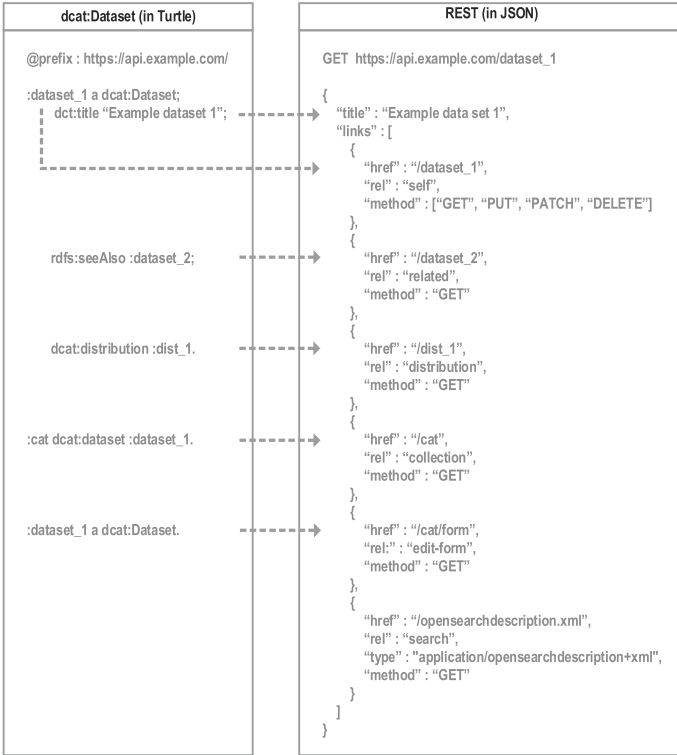 dcat:Dataset (in Turtle)
@prefix : https://api.example.com/
:dataset_1 a dcat:Dataset;
dct:title “Example dataset 1”;
rdfs:seeAlso :dataset_2;
dcat:distribution :dist_1.
:cat dcat:dataset :dataset_1.
:dataset_1 a dcat:Dataset.
REST (in JSON)
GET https://api.example.com/dataset_1
{
“title” : “Example data set 1”,
“links” : [
{
“href” : “/dataset_1”,
“rel” : “self”,
“method” : [“GET”, “PUT”, “PATCH”, “DELETE”]
},
{
“href” : “/dataset_2”,
“rel” : “related”,
“method” : “GET”
},
{
“href” : “/dist_1”,
“rel” : “distribution”,
“method” : “GET”
},
{
“href” : “/cat”,
“rel” : “collection”,
“method” : “GET”
},
{
“href” : “/cat/form”,
“rel:” : “edit-form”,
“method” : “GET”
},
{
“href” : “/opensearchdescription.xml”,
“rel” : “search”,
“type” : "application/opensearchdescription+xml",
“method” : “GET”
}
]
}